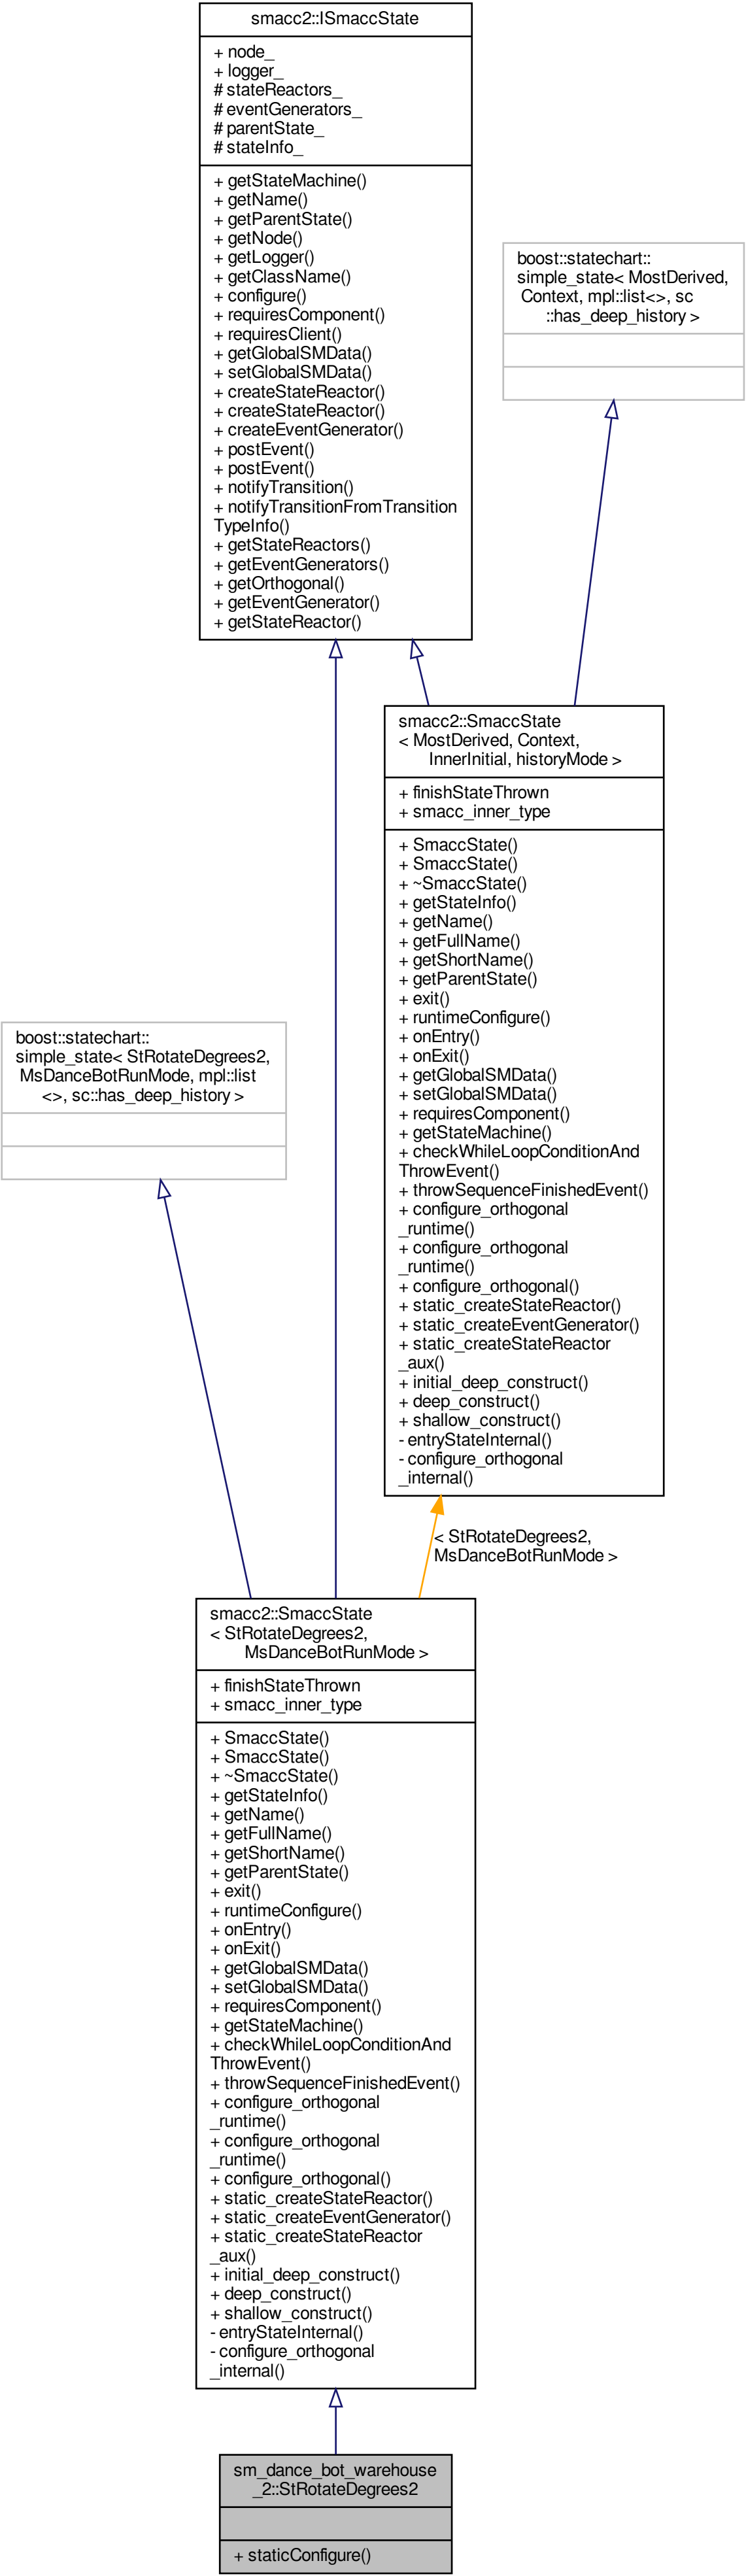 smacc2::ISmaccState
+ node_
+ logger_
# stateReactors_
# eventGenerators_
# parentState_
# stateInfo_
+ getStateMachine()
+ getName()
+ getParentState()
+ getNode()
+ getLogger()
+ getClassName()
+ configure()
+ requiresComponent()
+ requiresClient()
+ getGlobalSMData()
+ setGlobalSMData()
+ createStateReactor()
+ createStateReactor()
+ createEventGenerator()
+ postEvent()
+ postEvent()
+ notifyTransition()
+ notifyTransitionFromTransition
TypeInfo()
+ getStateReactors()
+ getEventGenerators()
+ getOrthogonal()
+ getEventGenerator()
+ getStateReactor()
boost::statechart::
simple_state< MostDerived,
Context, mpl::list<>, sc
::has_deep_history >
smacc2::SmaccState
< MostDerived, Context,
InnerInitial, historyMode >
+ finishStateThrown
+ smacc_inner_type
+ SmaccState()
+ SmaccState()
+ ~SmaccState()
+ getStateInfo()
+ getName()
+ getFullName()
+ getShortName()
+ getParentState()
+ exit()
+ runtimeConfigure()
+ onEntry()
+ onExit()
+ getGlobalSMData()
+ setGlobalSMData()
+ requiresComponent()
+ getStateMachine()
+ checkWhileLoopConditionAnd
ThrowEvent()
+ throwSequenceFinishedEvent()
+ configure_orthogonal
_runtime()
+ configure_orthogonal
_runtime()
+ configure_orthogonal()
+ static_createStateReactor()
+ static_createEventGenerator()
+ static_createStateReactor
_aux()
+ initial_deep_construct()
+ deep_construct()
+ shallow_construct()
- entryStateInternal()
- configure_orthogonal
_internal()
boost::statechart::
simple_state< StRotateDegrees2,
MsDanceBotRunMode, mpl::list
<>, sc::has_deep_history >
< StRotateDegrees2,
MsDanceBotRunMode >
smacc2::SmaccState
< StRotateDegrees2,
MsDanceBotRunMode >
+ finishStateThrown
+ smacc_inner_type
+ SmaccState()
+ SmaccState()
+ ~SmaccState()
+ getStateInfo()
+ getName()
+ getFullName()
+ getShortName()
+ getParentState()
+ exit()
+ runtimeConfigure()
+ onEntry()
+ onExit()
+ getGlobalSMData()
+ setGlobalSMData()
+ requiresComponent()
+ getStateMachine()
+ checkWhileLoopConditionAnd
ThrowEvent()
+ throwSequenceFinishedEvent()
+ configure_orthogonal
_runtime()
+ configure_orthogonal
_runtime()
+ configure_orthogonal()
+ static_createStateReactor()
+ static_createEventGenerator()
+ static_createStateReactor
_aux()
+ initial_deep_construct()
+ deep_construct()
+ shallow_construct()
- entryStateInternal()
- configure_orthogonal
_internal()
sm_dance_bot_warehouse
_2::StRotateDegrees2
+ staticConfigure()